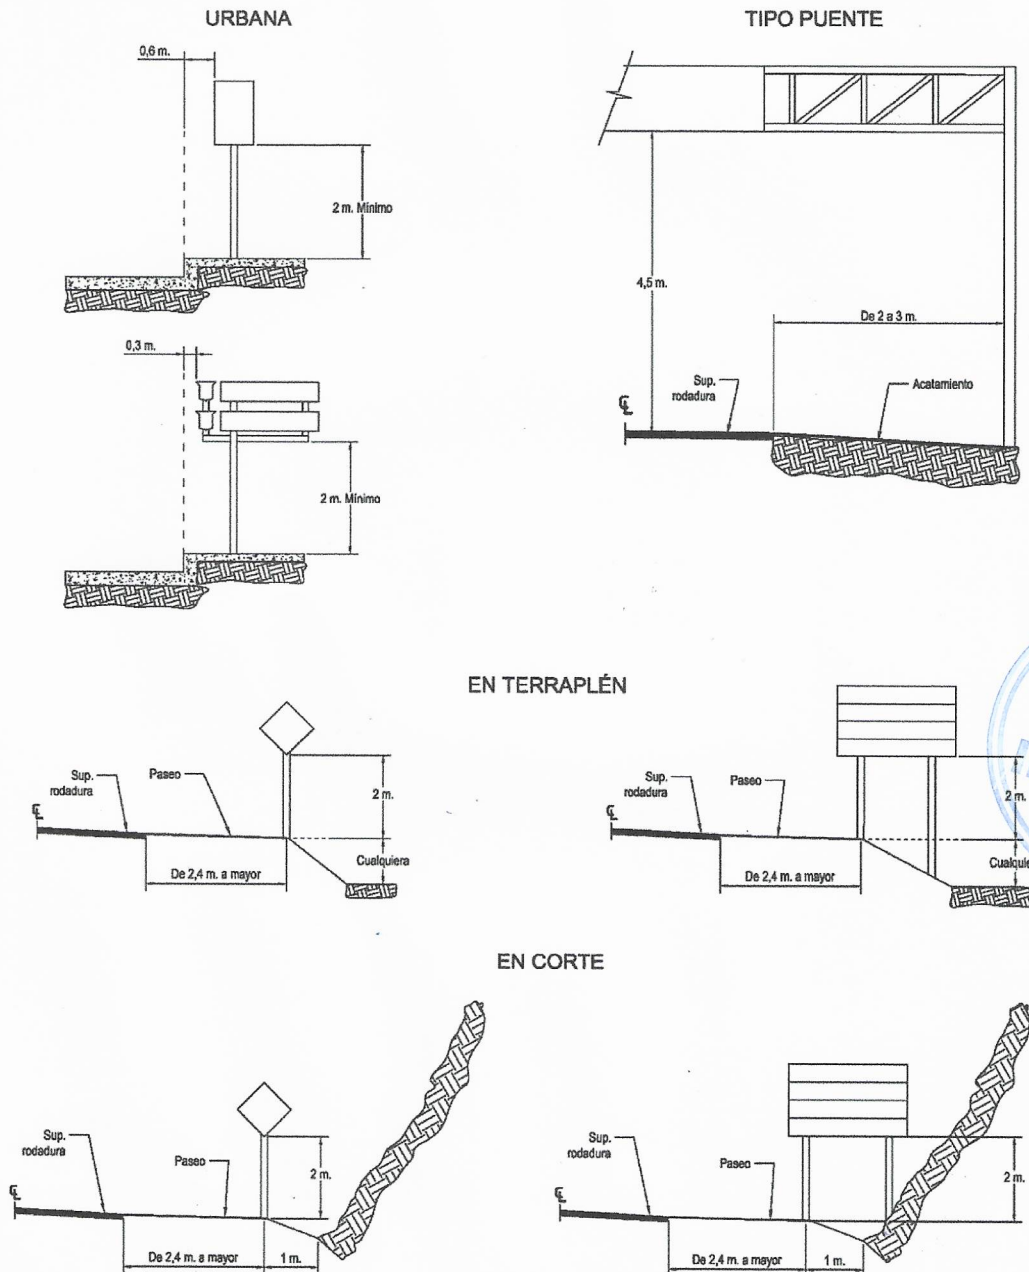 URBANA
0,6 m.
2 m. Mínimo
0,3 m.
2 m. Mínimo
TIPO PUENTE
4,5 m.
De 2 a 3 m.
Sup.
rodadura
Acatamiento
℄
EN TERRAPLÉN
Sup.
rodadura
Paseo
2 m.
℄
Cualquiera
De 2,4 m. a mayor
Sup.
rodadura
Paseo
2 m.
℄
De 2,4 m. a mayor
EN CORTE
Sup.
rodadura
Paseo
2 m.
℄
De 2,4 m. a mayor
1 m.
Sup.
rodadura
Paseo
2 m.
℄
De 2,4 m. a mayor
1 m.